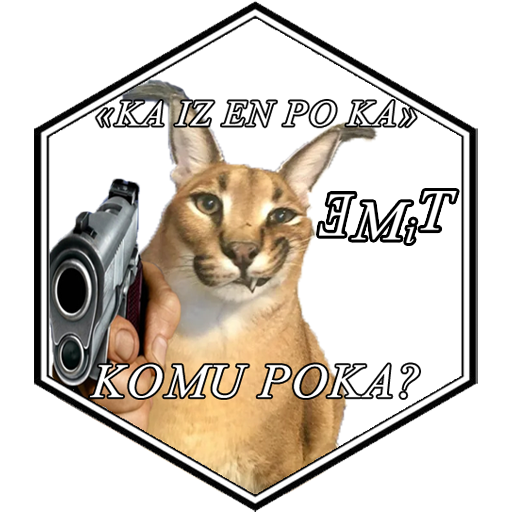 «KA IZ EN PO KA»
ƎMiT
KOMU POKA?